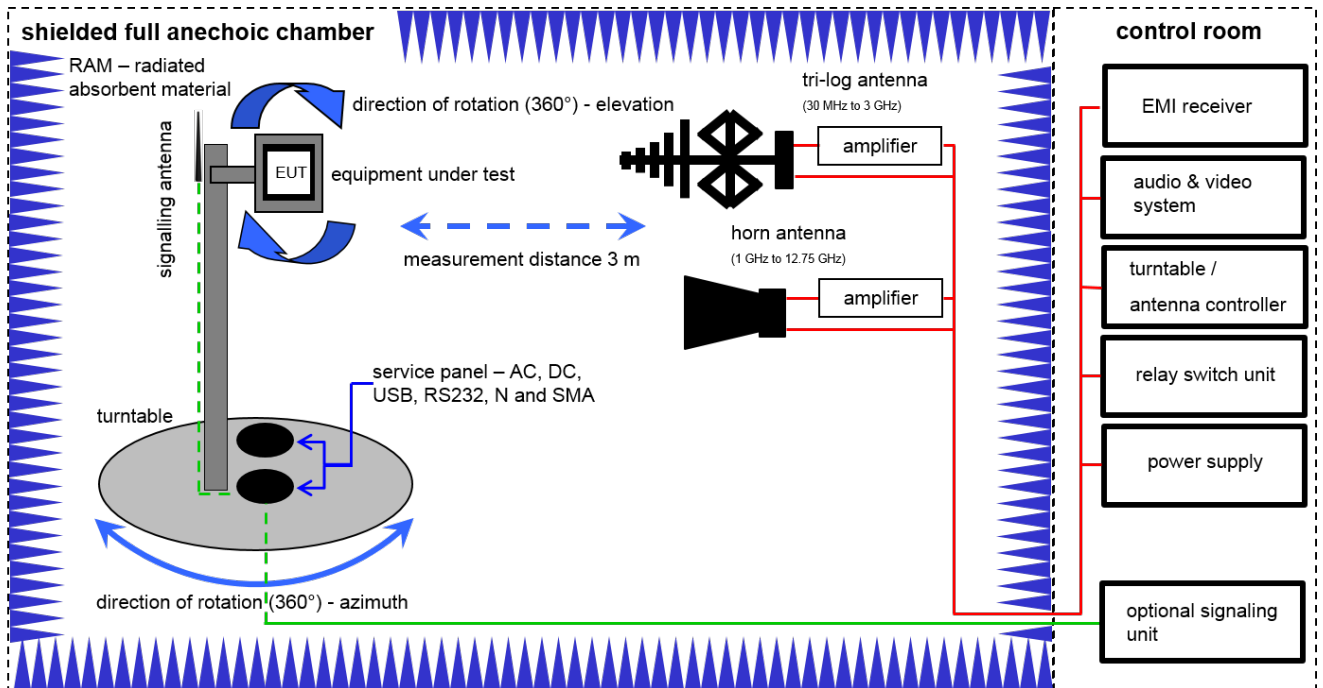 shielded full anechoic chamber
RAM – radiated
absorbent material
signalling antenna
direction of rotation (360°) - elevation
EUT
equipment under test
measurement distance 3 m
tri-log antenna
(30 MHz to 3 GHz)
amplifier
horn antenna
(1 GHz to 12.75 GHz)
amplifier
service panel – AC, DC,
USB, RS232, N and SMA
turntable
direction of rotation (360°) - azimuth
control room
EMI receiver
audio & video
system
turntable /
antenna controller
relay switch unit
power supply
optional signaling
unit